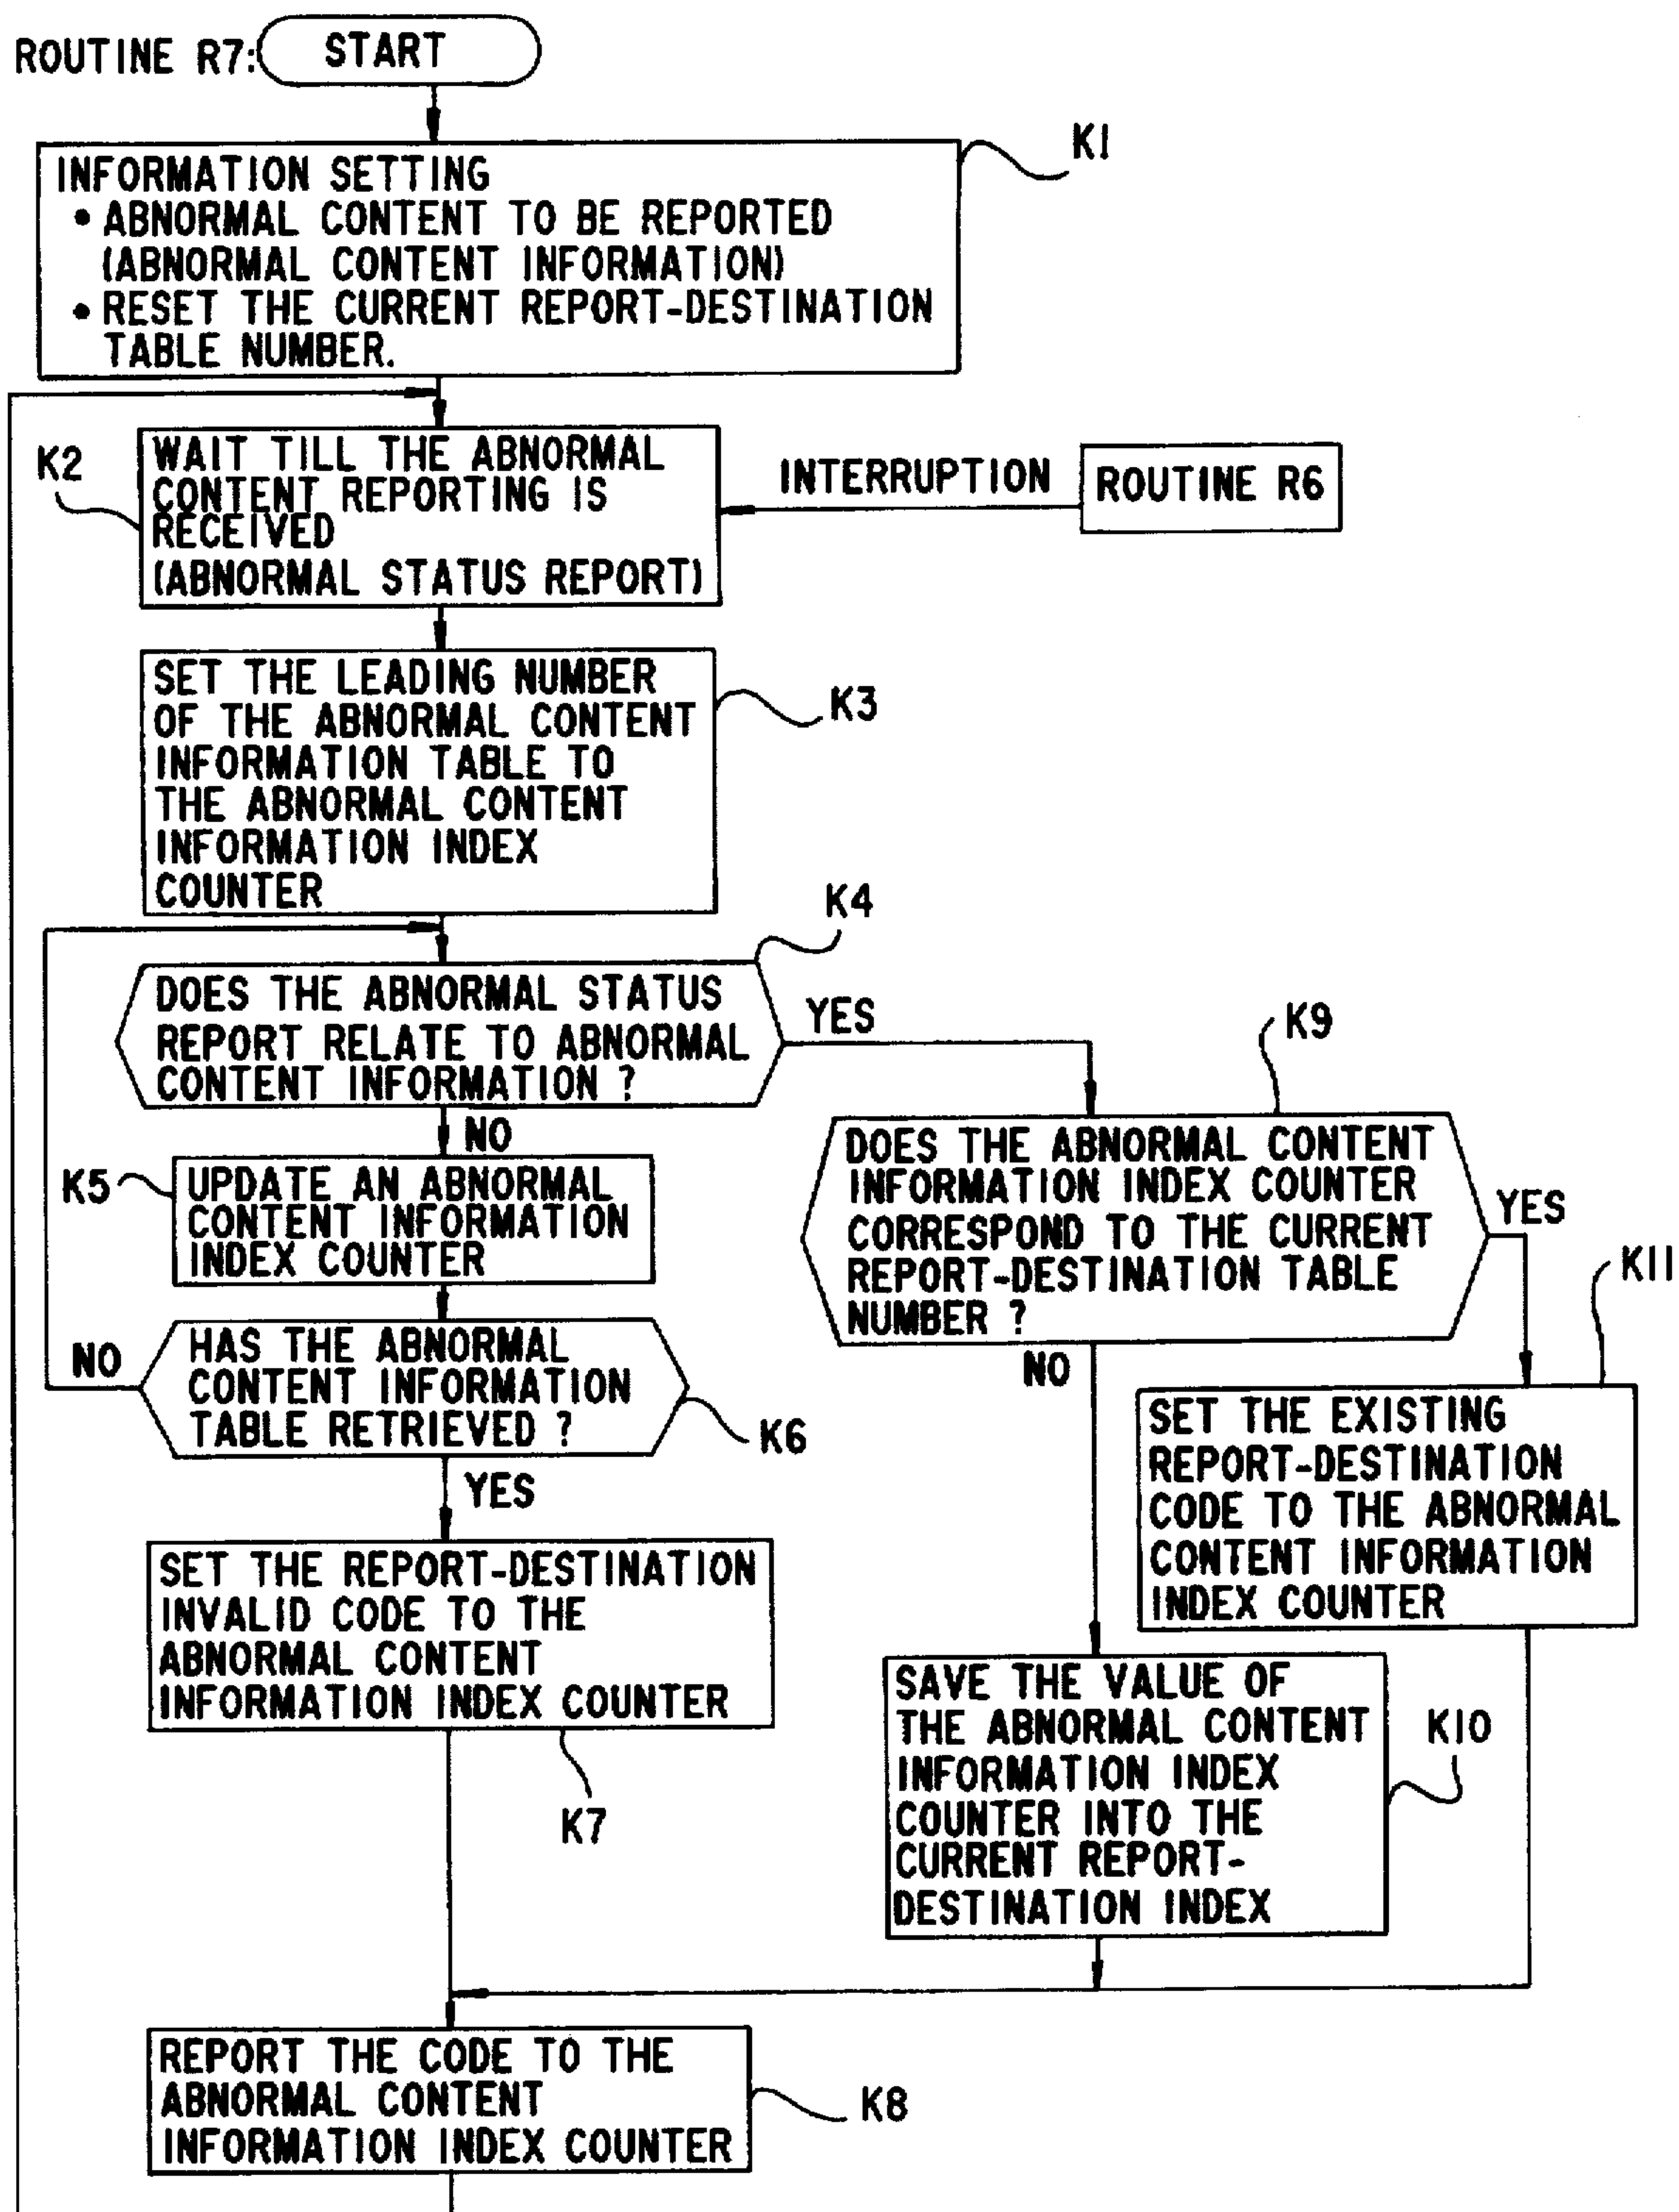 ROUTINE R7:
START
K1
INFORMATION SETTING
• ABNORMAL CONTENT TO BE REPORTED
(ABNORMAL CONTENT INFORMATION)
• RESET THE CURRENT REPORT-DESTINATION
TABLE NUMBER.
K2
WAIT TILL THE ABNORMAL
CONTENT REPORTING IS
RECEIVED
(ABNORMAL STATUS REPORT)
INTERRUPTION
ROUTINE R6
SET THE LEADING NUMBER
OF THE ABNORMAL CONTENT
INFORMATION TABLE TO
THE ABNORMAL CONTENT
INFORMATION INDEX
COUNTER
K3
K4
DOES THE ABNORMAL STATUS
REPORT RELATE TO ABNORMAL
CONTENT INFORMATION ?
YES
NO
K5
UPDATE AN ABNORMAL
CONTENT INFORMATION
INDEX COUNTER
K9
DOES THE ABNORMAL CONTENT
INFORMATION INDEX COUNTER
CORRESPOND TO THE CURRENT
REPORT-DESTINATION TABLE
NUMBER ?
YES
NO
K11
NO
HAS THE ABNORMAL
CONTENT INFORMATION
TABLE RETRIEVED ?
K6
YES
SET THE EXISTING
REPORT-DESTINATION
CODE TO THE ABNORMAL
CONTENT INFORMATION
INDEX COUNTER
SET THE REPORT-DESTINATION
INVALID CODE TO THE
ABNORMAL CONTENT
INFORMATION INDEX COUNTER
K7
SAVE THE VALUE OF
THE ABNORMAL CONTENT
INFORMATION INDEX
COUNTER INTO THE
CURRENT REPORT-
DESTINATION INDEX
K10
REPORT THE CODE TO THE
ABNORMAL CONTENT
INFORMATION INDEX COUNTER
K8